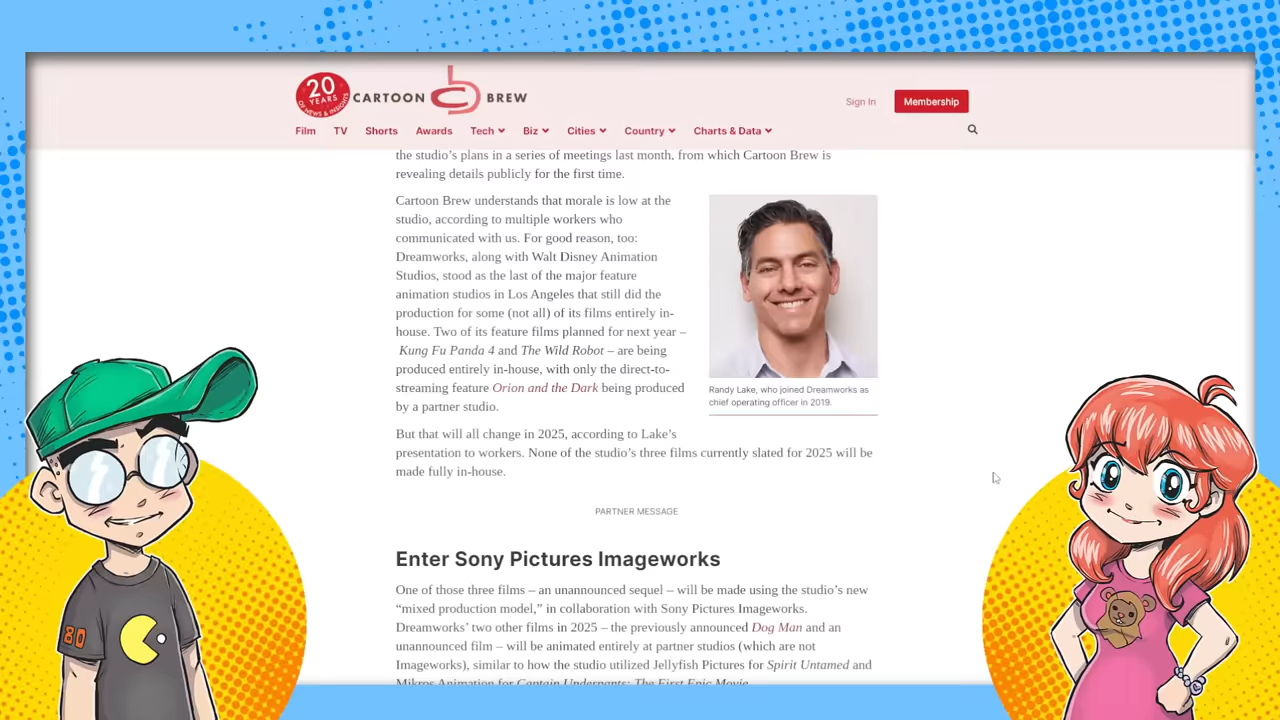 20
YEARS
OF NEWS & INSIGHTS
CARTOON BREW
Sign In
Membership
Film TV Shorts Awards Tech Biz Cities Country Charts & Data
the studio's plans in a series of meetings last month, from which Cartoon Brew is
revealing details publicly for the first time.
Cartoon Brew understands that morale is low at the
studio, according to multiple workers who
communicated with us. For good reason, too:
Dreamworks, along with Walt Disney Animation
Studios, stood as the last of the major feature
animation studios in Los Angeles that still did the
production for some (not all) of its films entirely in-
house. Two of its feature films planned for next year –
Kung Fu Panda 4 and The Wild Robot – are being
produced entirely in-house, with only the direct-to-
streaming feature Orion and the Dark being produced
by a partner studio.
Randy Lake, who joined Dreamworks as
chief operating officer in 2019.
But that will all change in 2025, according to Lake's
presentation to workers. None of the studio's three films currently slated for 2025 will be
made fully in-house.
PARTNER MESSAGE
Enter Sony Pictures Imageworks
One of those three films – an unannounced sequel – will be made using the studio's new
“mixed production model,” in collaboration with Sony Pictures Imageworks.
Dreamworks' two other films in 2025 – the previously announced Dog Man and an
unannounced film – will be animated entirely at partner studios (which are not
Imageworks), similar to how the studio utilized Jellyfish Pictures for Spirit Untamed and
Mikros Animation for Captain Underpants: The First Epic Movie.
80